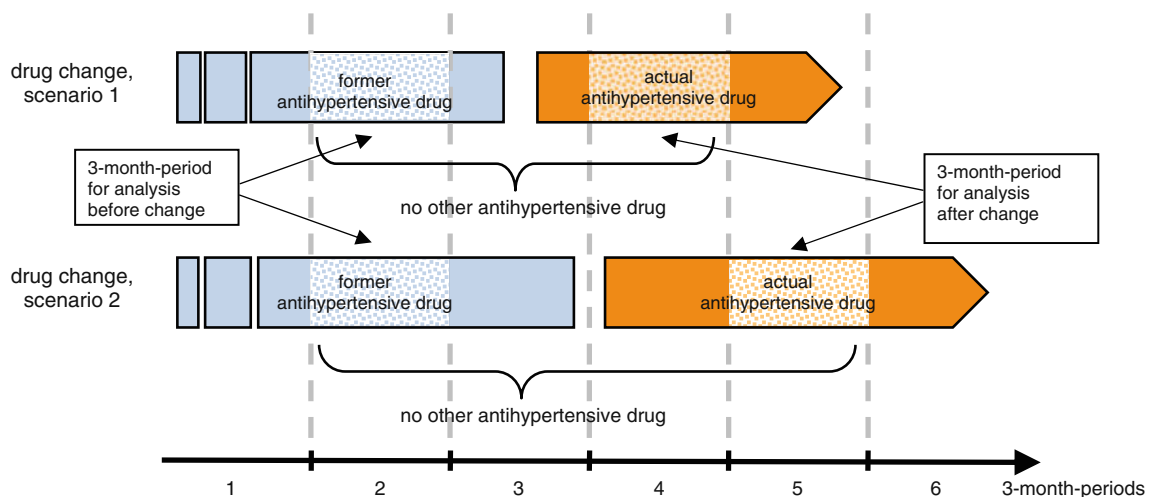 drug change,
scenario 1
former
antihypertensive drug
actual
antihypertensive drug
3-month-period
for analysis
before change
no other antihypertensive drug
3-month-period
for analysis
after change
drug change,
scenario 2
former
antihypertensive drug
actual
antihypertensive drug
no other antihypertensive drug
1 2 3 4 5 6 3-month-periods